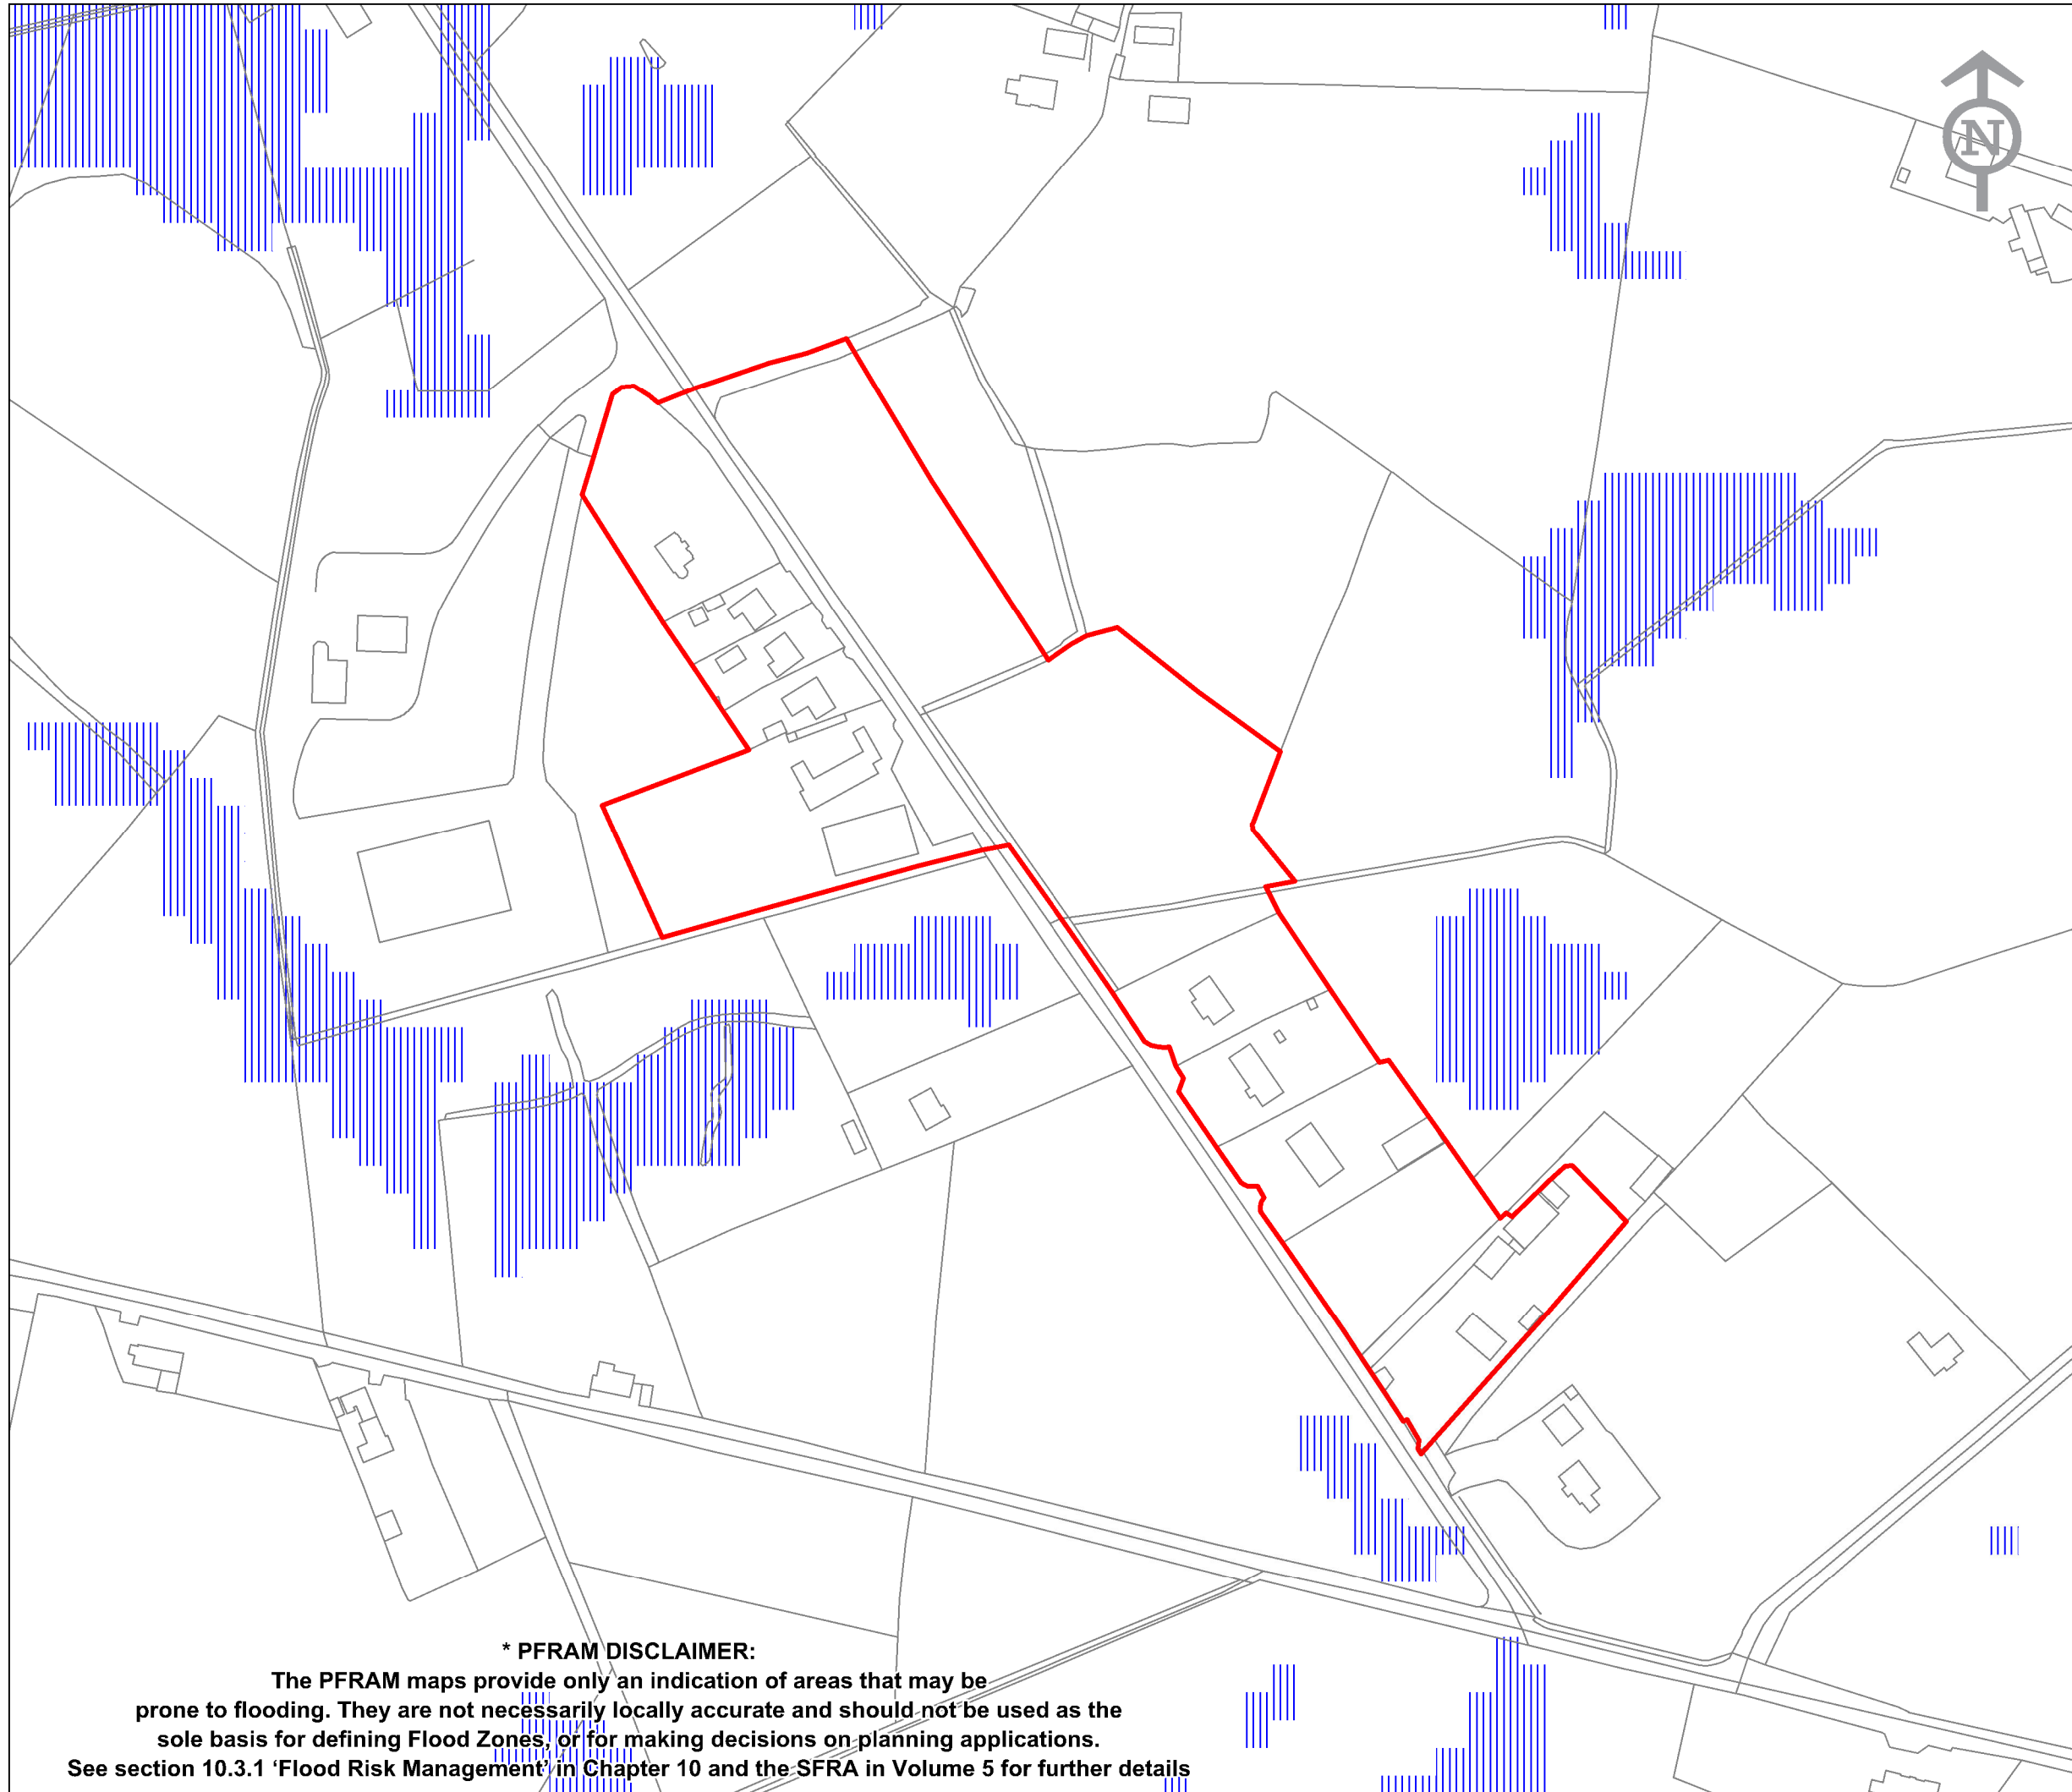 N
* PFRAM DISCLAIMER:
The PFRAM maps provide only an indication of areas that may be
prone to flooding. They are not necessarily locally accurate and should not be used as the
sole basis for defining Flood Zones, or for making decisions on planning applications.
See section 10.3.1 ‘Flood Risk Management’ in Chapter 10 and the SFRA in Volume 5 for further details